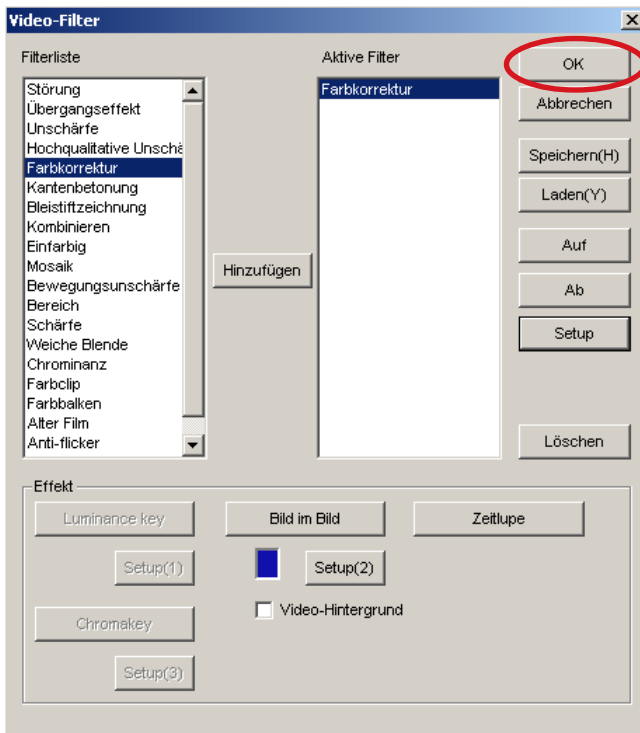 Video-Filter
Filterliste
Störung
Übergangseffekt
Unschärfe
Hochqualitative Unschä
Farbkorrektur
Kantenbetonung
Bleistiftzeichnung
Kombinieren
Einfarbig
Mosaik
Bewegungsunschärfe
Bereich
Schärfe
Weiche Blende
Chrominanz
Farbclip
Farbbalken
Alter Film
Anti-flicker
Hinzufügen
Aktive Filter
Farbkorrektur
OK
Abbrechen
Speichern(H)
Laden(Y)
Auf
Ab
Setup
Löschen
Effekt
Luminance key
Setup(1)
Chromakey
Setup(3)
Bild im Bild
Setup(2)
Video-Hintergrund
Zeitlupe